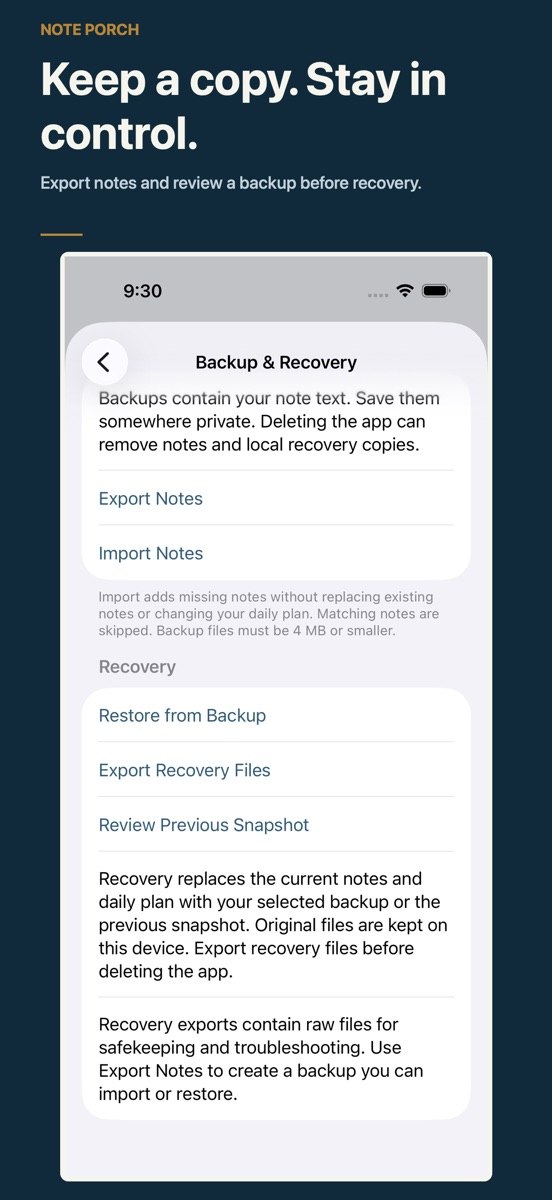 NOTE PORCH
Keep a copy. Stay in
control.
Export notes and review a backup before recovery.
9:30
Backup & Recovery
Backups contain your note text. Save them
somewhere private. Deleting the app can
remove notes and local recovery copies.
Export Notes
Import Notes
Import adds missing notes without replacing existing
notes or changing your daily plan. Matching notes are
skipped. Backup files must be 4 MB or smaller.
Recovery
Restore from Backup
Export Recovery Files
Review Previous Snapshot
Recovery replaces the current notes and
daily plan with your selected backup or the
previous snapshot. Original files are kept on
this device. Export recovery files before
deleting the app.
Recovery exports contain raw files for
safekeeping and troubleshooting. Use
Export Notes to create a backup you can
import or restore.